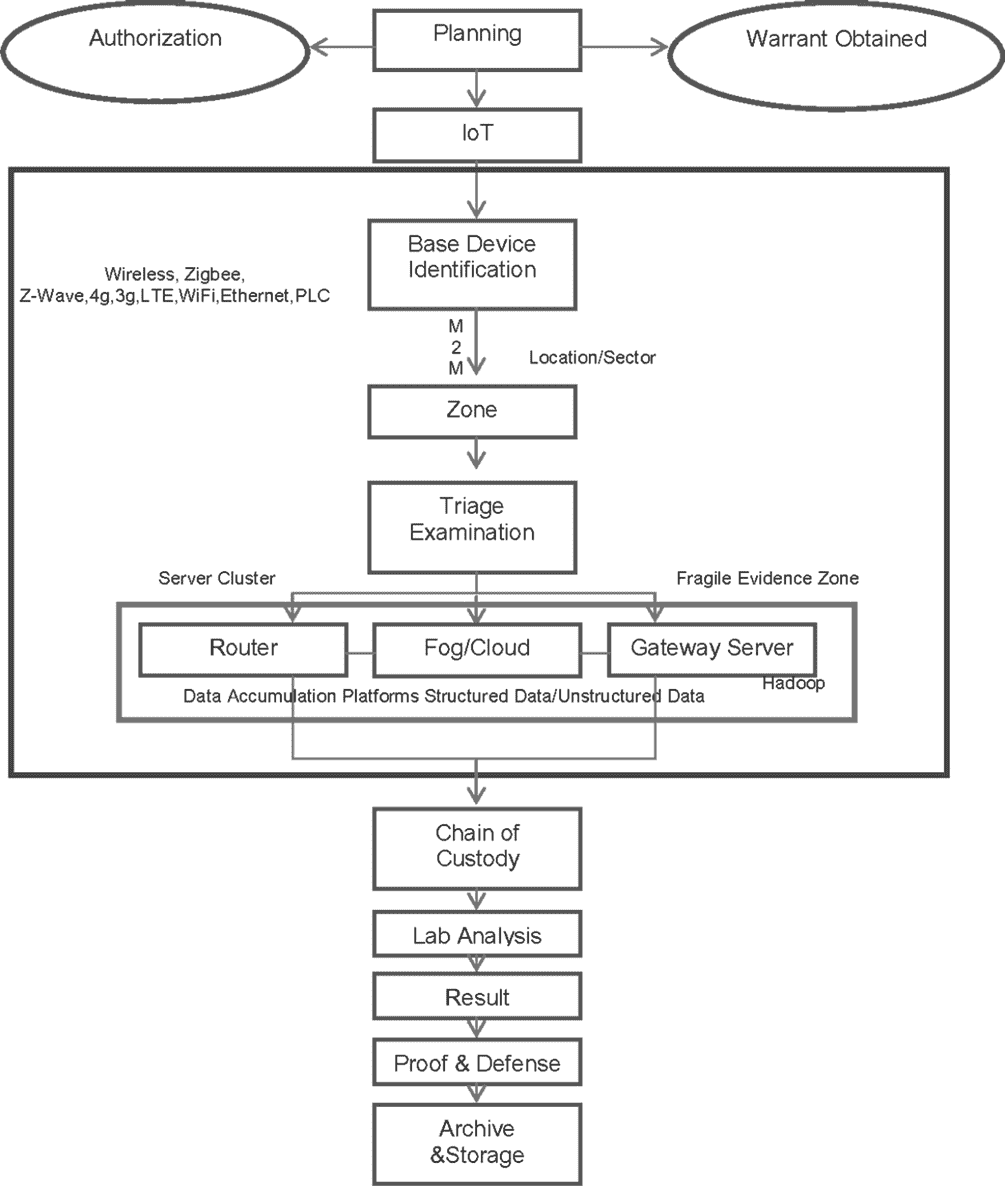 Authorization
Planning
Warrant Obtained
IoT
Base Device
Identification
Wireless, Zigbee,
Z-Wave,4g,3g,LTE,WiFi,Ethernet,PLC
M
2
M
Location/Sector
Zone
Triage
Examination
Server Cluster
Fragile Evidence Zone
Router
Fog/Cloud
Gateway Server
Hadoop
Data Accumulation Platforms Structured Data/Unstructured Data
Chain of
Custody
Lab Analysis
Result
Proof & Defense
Archive
&Storage